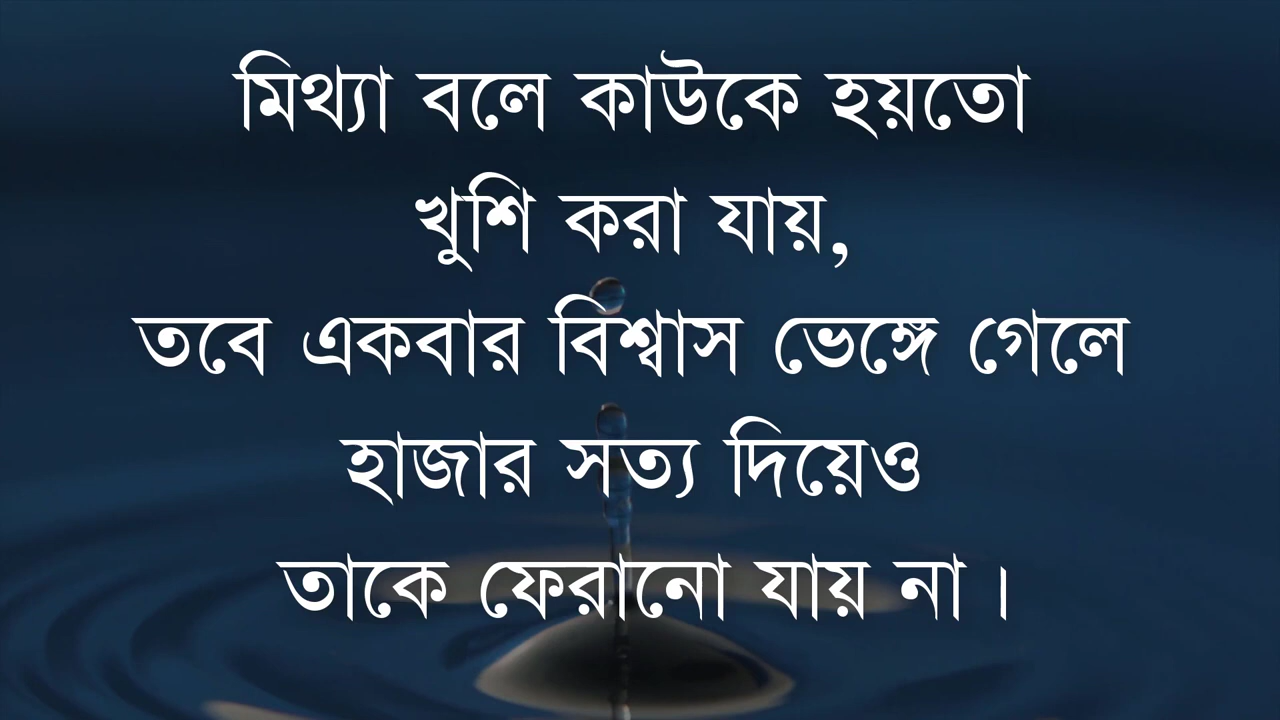 মিথ্যা বলে কাউকে হয়তো
খুশি করা যায়,
তবে একবার বিশ্বাস ভেঙ্গে গেলে
হাজার সত্য দিয়েও
তাকে ফেরানো যায় না।